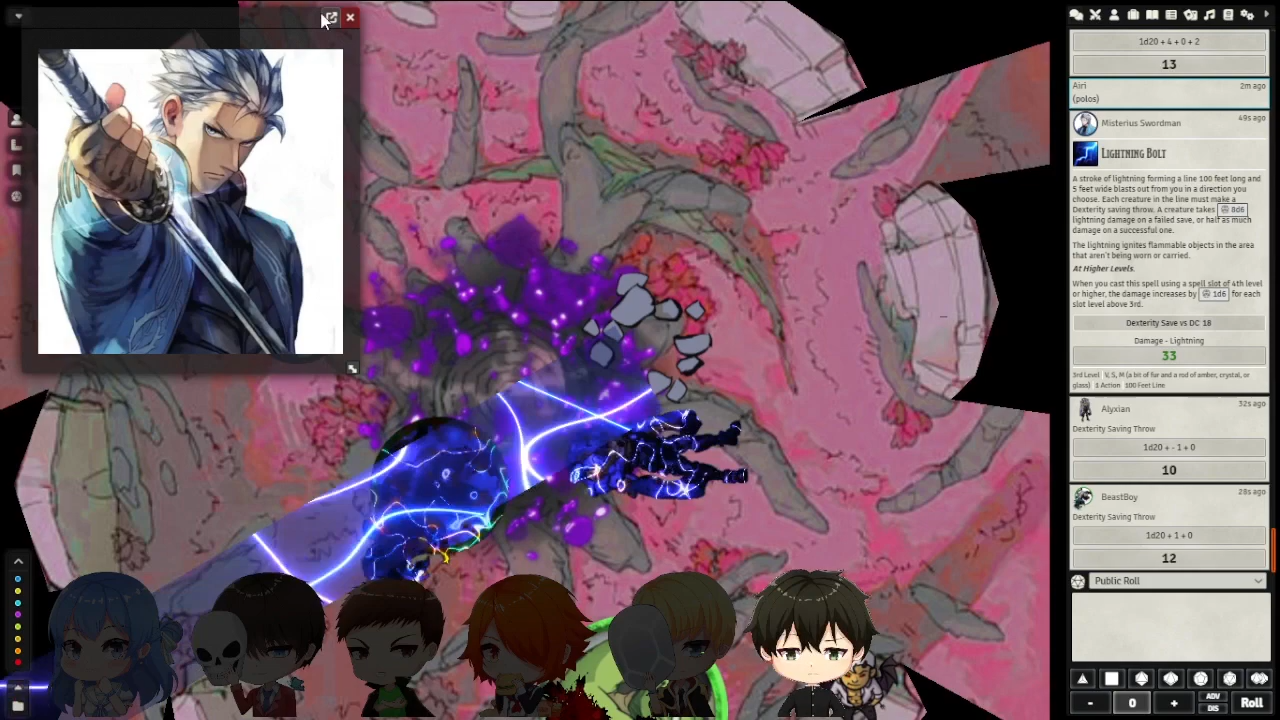 1d20 + 4 + 0 + 2
13
Airi
2m ago
(polos)
Misterius Swordman
49s ago
Lightning Bolt
A stroke of lightning forming a line 100 feet long and
5 feet wide blasts out from you in a direction you
choose. Each creature in the line must make a
Dexterity saving throw. A creature takes 8d6
lightning damage on a failed save, or half as much
damage on a successful one.
The lightning ignites flammable objects in the area
that aren't being worn or carried.
At Higher Levels.
When you cast this spell using a spell slot of 4th level
or higher, the damage increases by 1d6 for each
slot level above 3rd.
Dexterity Save vs DC 18
Damage - Lightning
33
3rd Level V, S, M (a bit of fur and a rod of amber, crystal, or
glass) 1 Action 100 Feet Line
Alyxian
32s ago
Dexterity Saving Throw
1d20 + - 1 + 0
10
BeastBoy
28s ago
Dexterity Saving Throw
1d20 + 1 + 0
12
Public Roll
- 0 + ADV
DIS
Roll